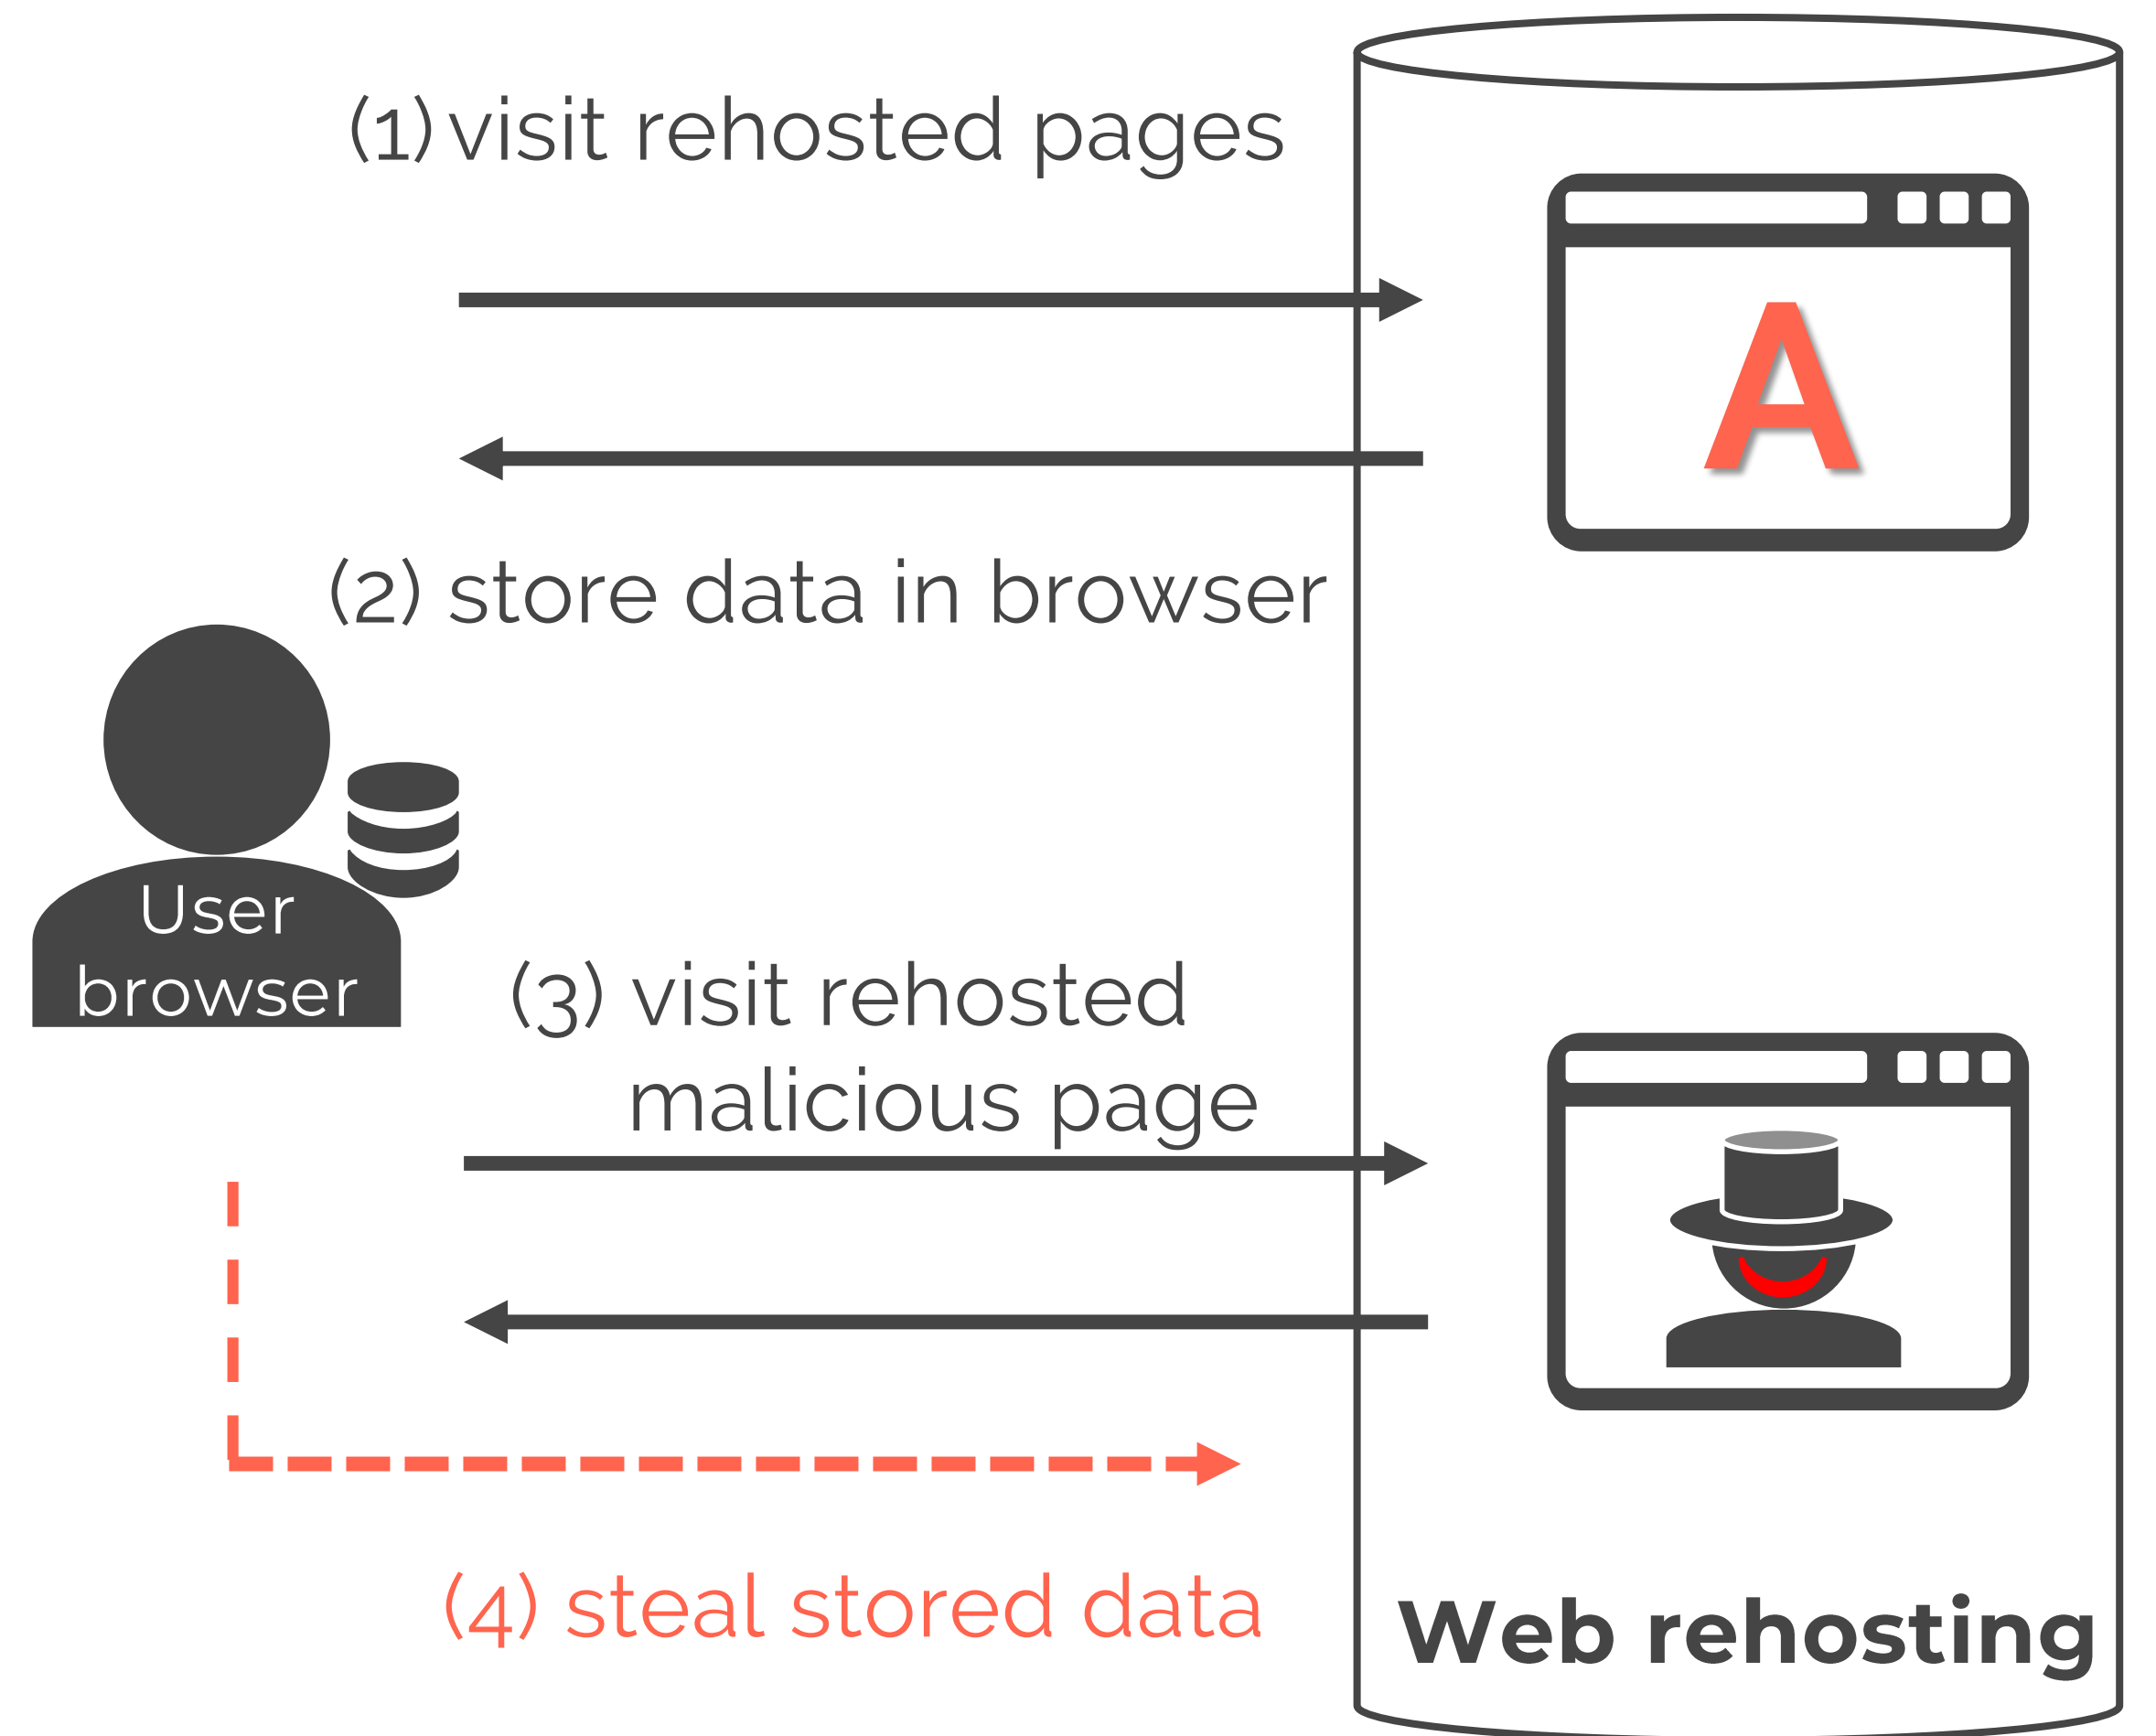 (1) visit rehosted pages
A
(2) store data in browser
User
browser
(3) visit rehosted
malicious page
(4) steal stored data
Web rehosting